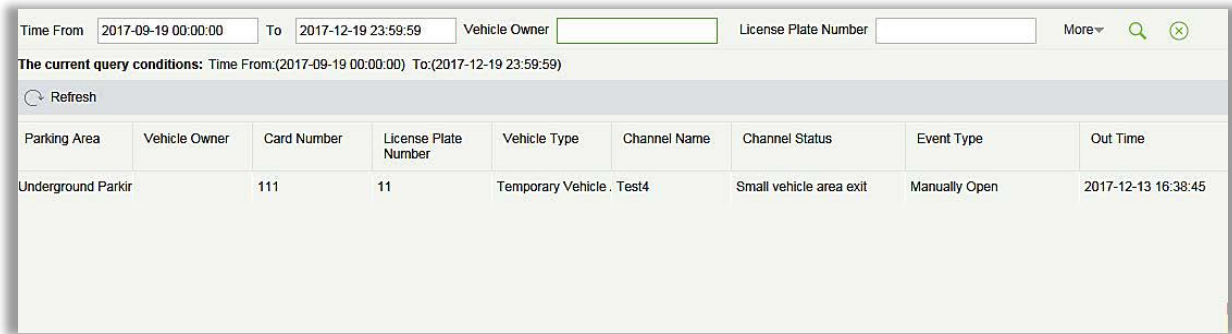 Time From 2017-09-19 00:00:00 To 2017-12-19 23:59:59 Vehicle Owner License Plate Number More
The current query conditions: Time From:(2017-09-19 00:00:00) To:(2017-12-19 23:59:59)
Refresh
Parking Area Vehicle Owner Card Number License Plate Number Vehicle Type Channel Name Channel Status Event Type Out Time
Underground Parkir 111 11 Temporary Vehicle . Test4 Small vehicle area exit Manually Open 2017-12-13 16:38:45